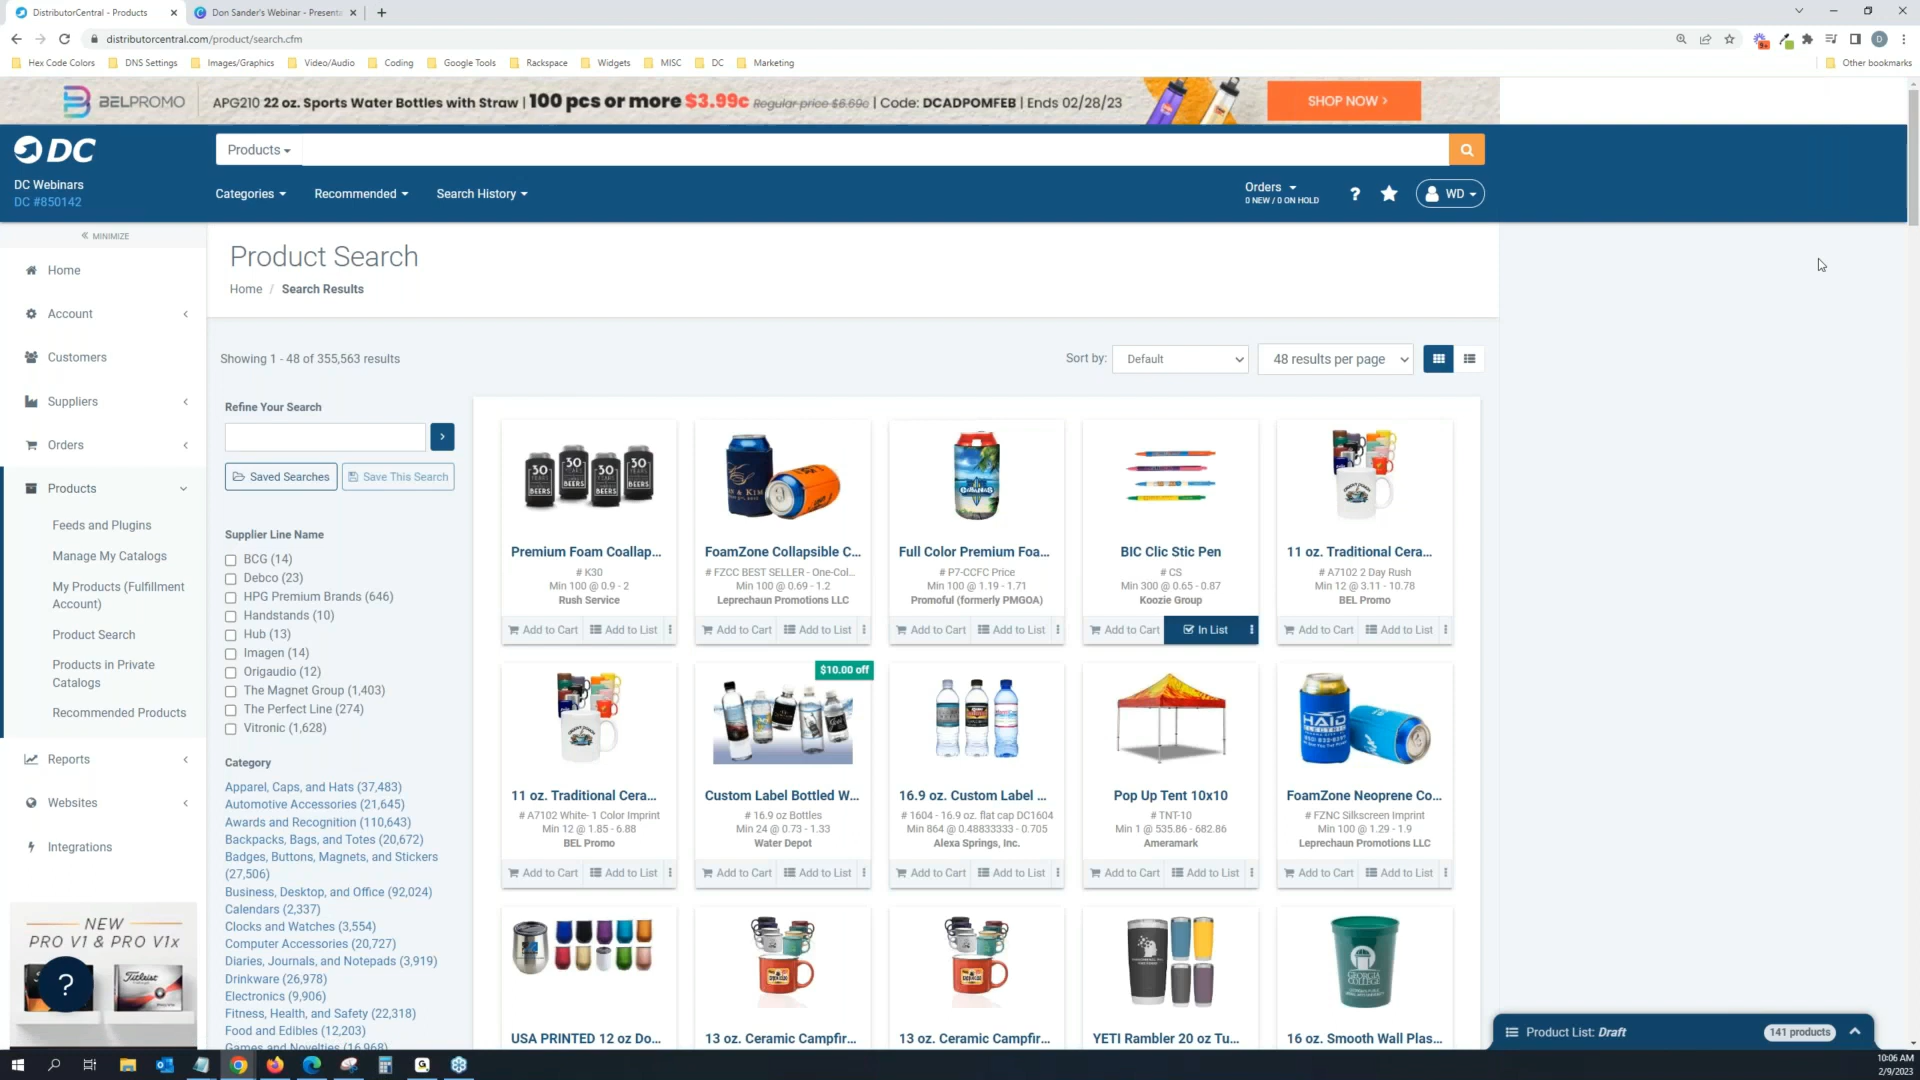 DistributorCentral - Products
Don Sander's Webinar - Presenta
distributorcentral.com/product/search.cfm
Hex Code Colors
DNS Settings
Images/Graphics
Video/Audio
Coding
Google Tools
Rackspace
Widgets
MISC
DC
Marketing
Other bookmarks
BELPROMO
APG210 22 oz. Sports Water Bottles with Straw | 100 pcs or more $3.99c Regular price $6.69c | Code: DCADPOMFEB | Ends 02/28/23
SHOP NOW >
DC
DC Webinars
DC #850142
Products
Categories
Recommended
Search History
Orders
0 NEW / 0 ON HOLD
?
WD
« MINIMIZE
Home
Account
Customers
Suppliers
Orders
Products
Feeds and Plugins
Manage My Catalogs
My Products (Fulfillment
Account)
Product Search
Products in Private
Catalogs
Recommended Products
Reports
Websites
Integrations
NEW
PRO V1 & PRO V1x
Titleist
?
Product Search
Home / Search Results
Showing 1 - 48 of 355,563 results
Sort by:
Default
48 results per page
Refine Your Search
Saved Searches
Save This Search
Supplier Line Name
BCG (14)
Debco (23)
HPG Premium Brands (646)
Handstands (10)
Hub (13)
Imagen (14)
Origaudio (12)
The Magnet Group (1,403)
The Perfect Line (274)
Vitronic (1,628)
Category
Apparel, Caps, and Hats (37,483)
Automotive Accessories (21,645)
Awards and Recognition (110,643)
Backpacks, Bags, and Totes (20,672)
Badges, Buttons, Magnets, and Stickers
(27,506)
Business, Desktop, and Office (92,024)
Calendars (2,337)
Clocks and Watches (3,554)
Computer Accessories (20,727)
Diaries, Journals, and Notepads (3,919)
Drinkware (26,978)
Electronics (9,906)
Fitness, Health, and Safety (22,318)
Food and Edibles (12,203)
Games and Novelties (16,968)
Premium Foam Coallap...
# K30
Min 100 @ 0.9 - 2
Rush Service
Add to Cart
Add to List
FoamZone Collapsible C...
# FZCC BEST SELLER - One-Col...
Min 100 @ 0.69 - 1.2
Leprechaun Promotions LLC
Add to Cart
Add to List
Full Color Premium Foa...
# P7-CCFC Price
Min 100 @ 1.19 - 1.71
Promoful (formerly PMGOA)
Add to Cart
Add to List
BIC Clic Stic Pen
# CS
Min 300 @ 0.65 - 0.87
Koozie Group
Add to Cart
In List
11 oz. Traditional Cera...
# A7102 2 Day Rush
Min 12 @ 3.11 - 10.78
BEL Promo
Add to Cart
Add to List
11 oz. Traditional Cera...
# A7102 White- 1 Color Imprint
Min 12 @ 1.85 - 6.88
BEL Promo
Add to Cart
Add to List
$10.00 off
Custom Label Bottled W...
# 16.9 oz Bottles
Min 24 @ 0.73 - 1.33
Water Depot
Add to Cart
Add to List
16.9 oz. Custom Label ...
# 1604 - 16.9 oz. flat cap DC1604
Min 864 @ 0.48833333 - 0.705
Alexa Springs, Inc.
Add to Cart
Add to List
Pop Up Tent 10x10
# TNT-10
Min 1 @ 535.86 - 682.86
Ameramark
Add to Cart
Add to List
HAID
ELECTRIC
FoamZone Neoprene Co...
# FZNC Silkscreen Imprint
Min 100 @ 1.29 - 1.9
Leprechaun Promotions LLC
Add to Cart
Add to List
USA PRINTED 12 oz Do...
13 oz. Ceramic Campfir...
13 oz. Ceramic Campfir...
YETI Rambler 20 oz Tu...
GEORGIA
COLLEGE
16 oz. Smooth Wall Plas...
Product List: Draft
141 products
10:06 AM
2/9/2023